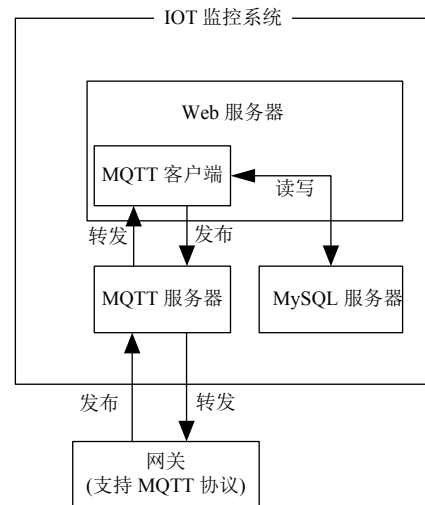 IOT 监控系统
Web 服务器
MQTT 客户端
读写
转发
发布
MQTT 服务器
MySQL 服务器
发布
转发
网关
(支持 MQTT 协议)